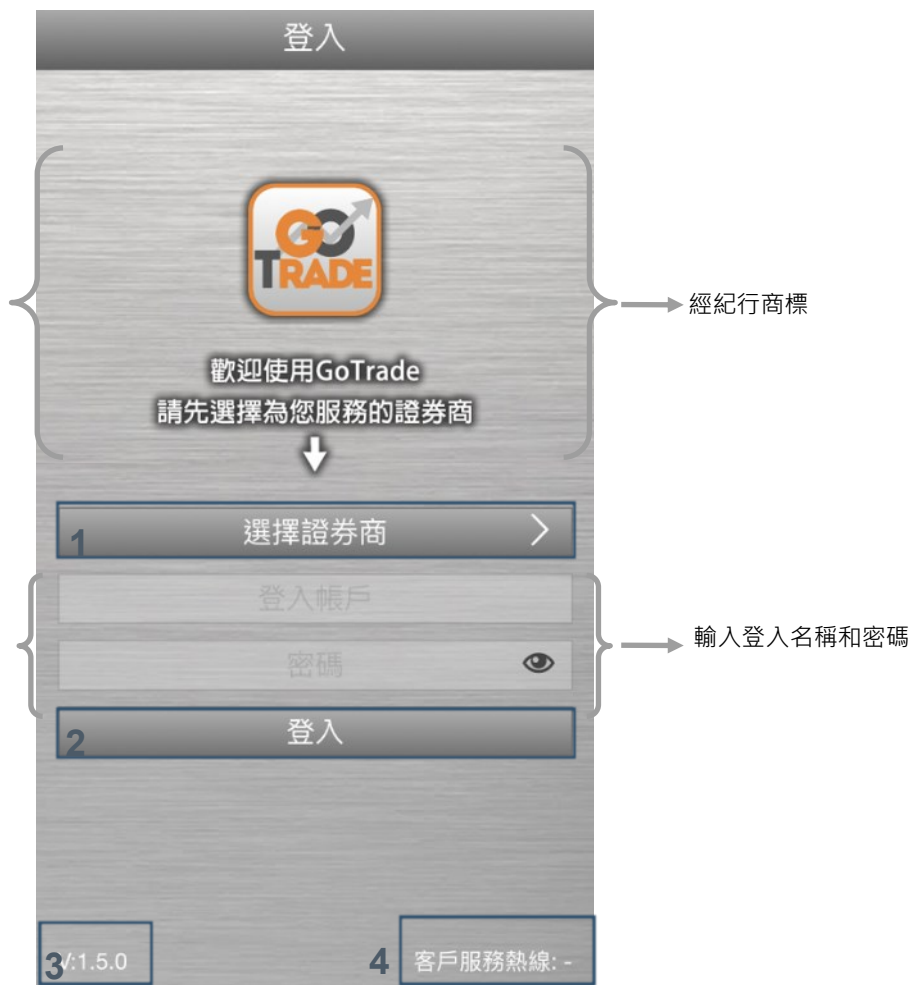 登入
GO
TRADE
經紀行商標
歡迎使用GoTrade
請先選擇為您服務的證券商
1 選擇證券商
登入帳戶
輸入登入名稱和密碼
密碼
2 登入
3 V:1.5.0
4 客戶服務熱線: -